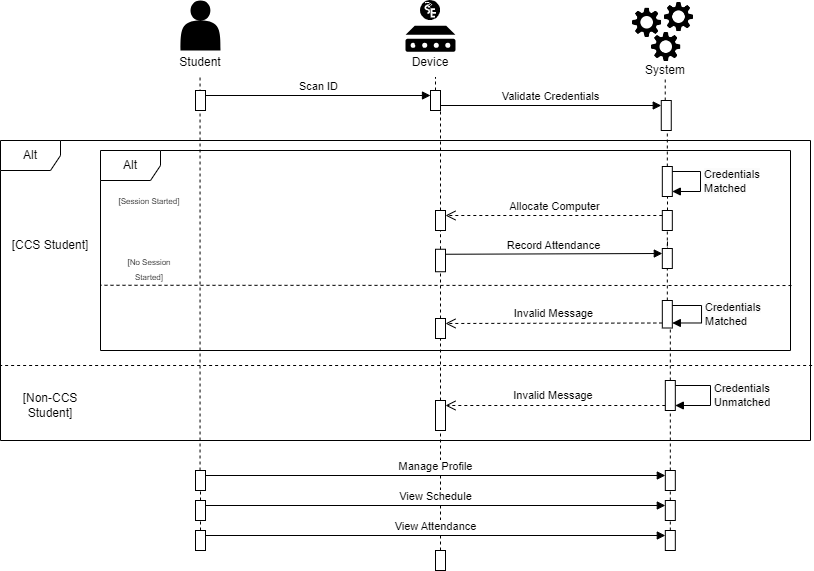 SE
Student
Device
System
Scan ID
Validate Credentials
Alt
Alt
Credentials
Matched
[Session Started]
Allocate Computer
[CCS Student]
Record Attendance
[No Session
Started]
Invalid Message
Credentials
Matched
[Non-CCS
Student]
Invalid Message
Credentials
Unmatched
Manage Profile
View Schedule
View Attendance